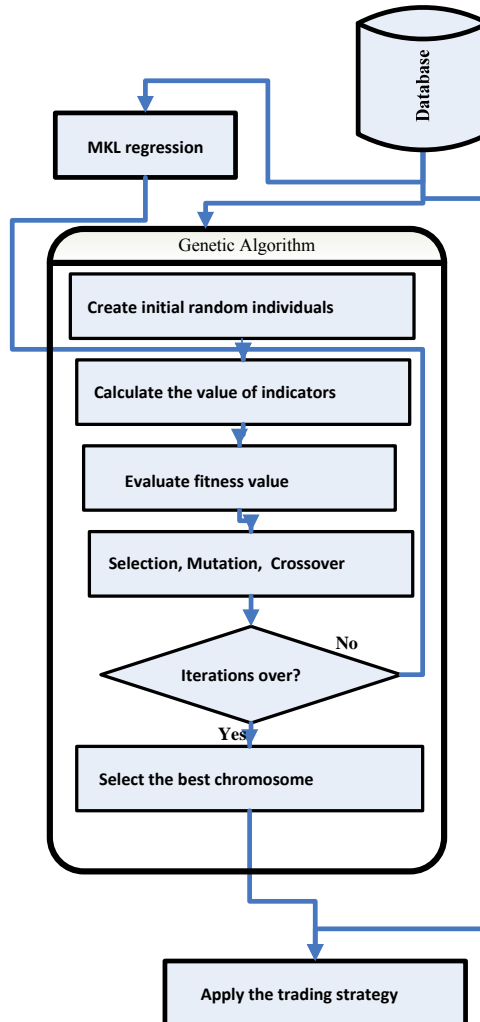 Database
MKL regression
Genetic Algorithm
Create initial random individuals
Calculate the value of indicators
Evaluate fitness value
Selection, Mutation, Crossover
No
Iterations over?
Yes
Select the best chromosome
Apply the trading strategy